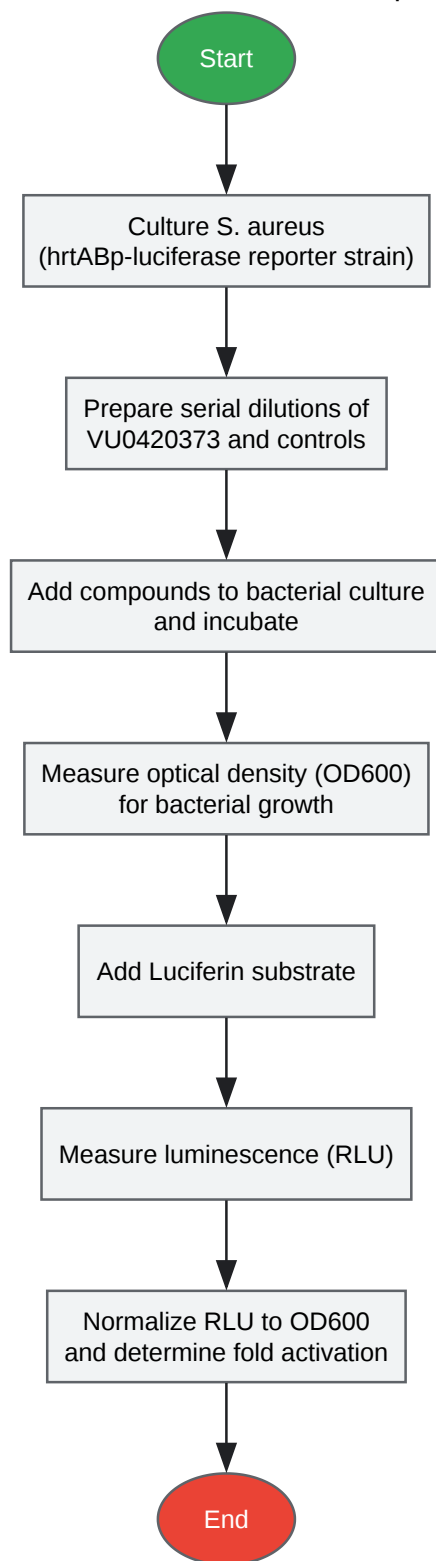 Start
Culture S. aureus
(hrtABp-luciferase reporter strain)
Prepare serial dilutions of
VU0420373 and controls
Add compounds to bacterial culture
and incubate
Measure optical density (OD600)
for bacterial growth
Add Luciferin substrate
Measure luminescence (RLU)
Normalize RLU to OD600
and determine fold activation
End